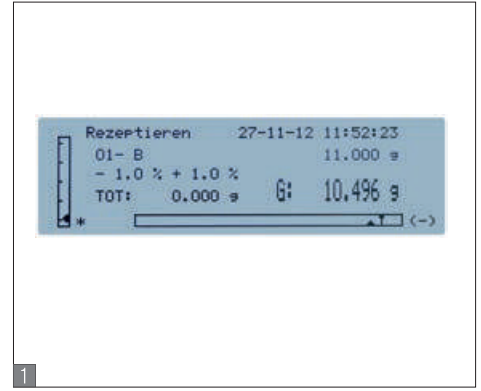 Rezeptieren 27-11-12 11:52:23
01- B 11.000 g
- 1.0 % + 1.0 %
TOT: 0.000 g G: 10.496 g
* (-)
1